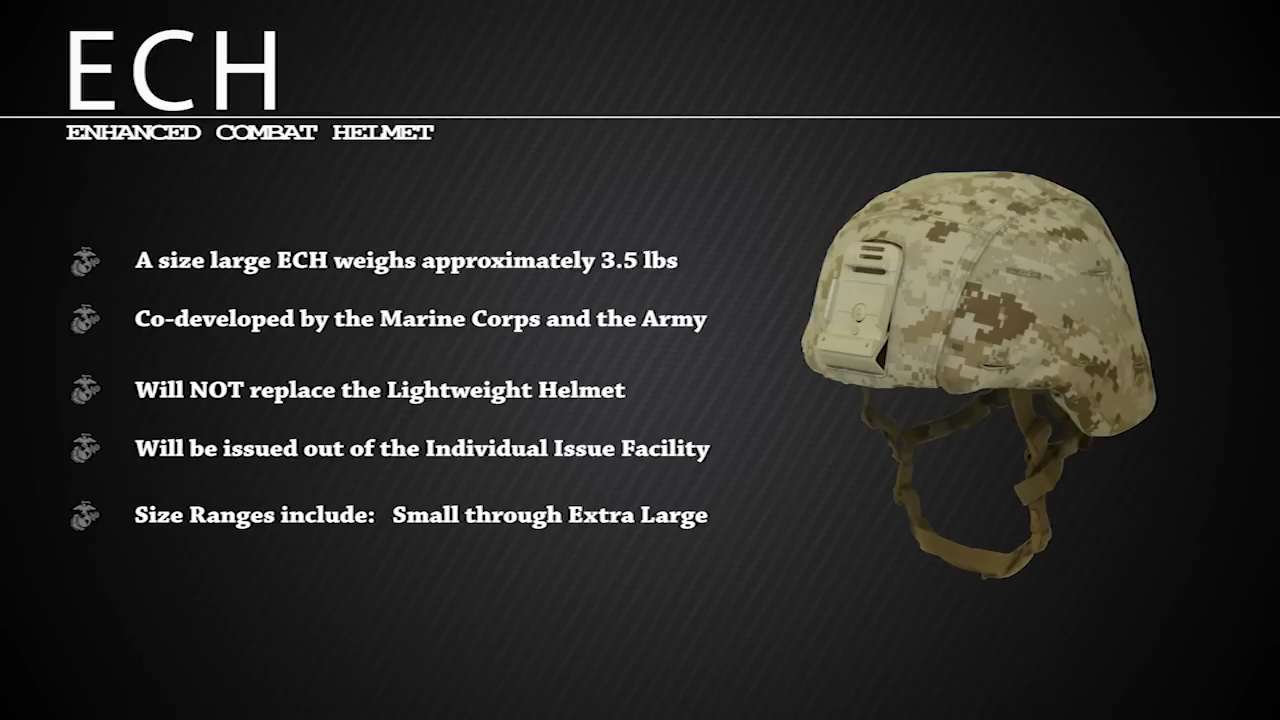 ECH
ENHANCED COMBAT HELMET
A size large ECH weighs approximately 3.5 lbs
Co-developed by the Marine Corps and the Army
Will NOT replace the Lightweight Helmet
Will be issued out of the Individual Issue Facility
Size Ranges include: Small through Extra Large